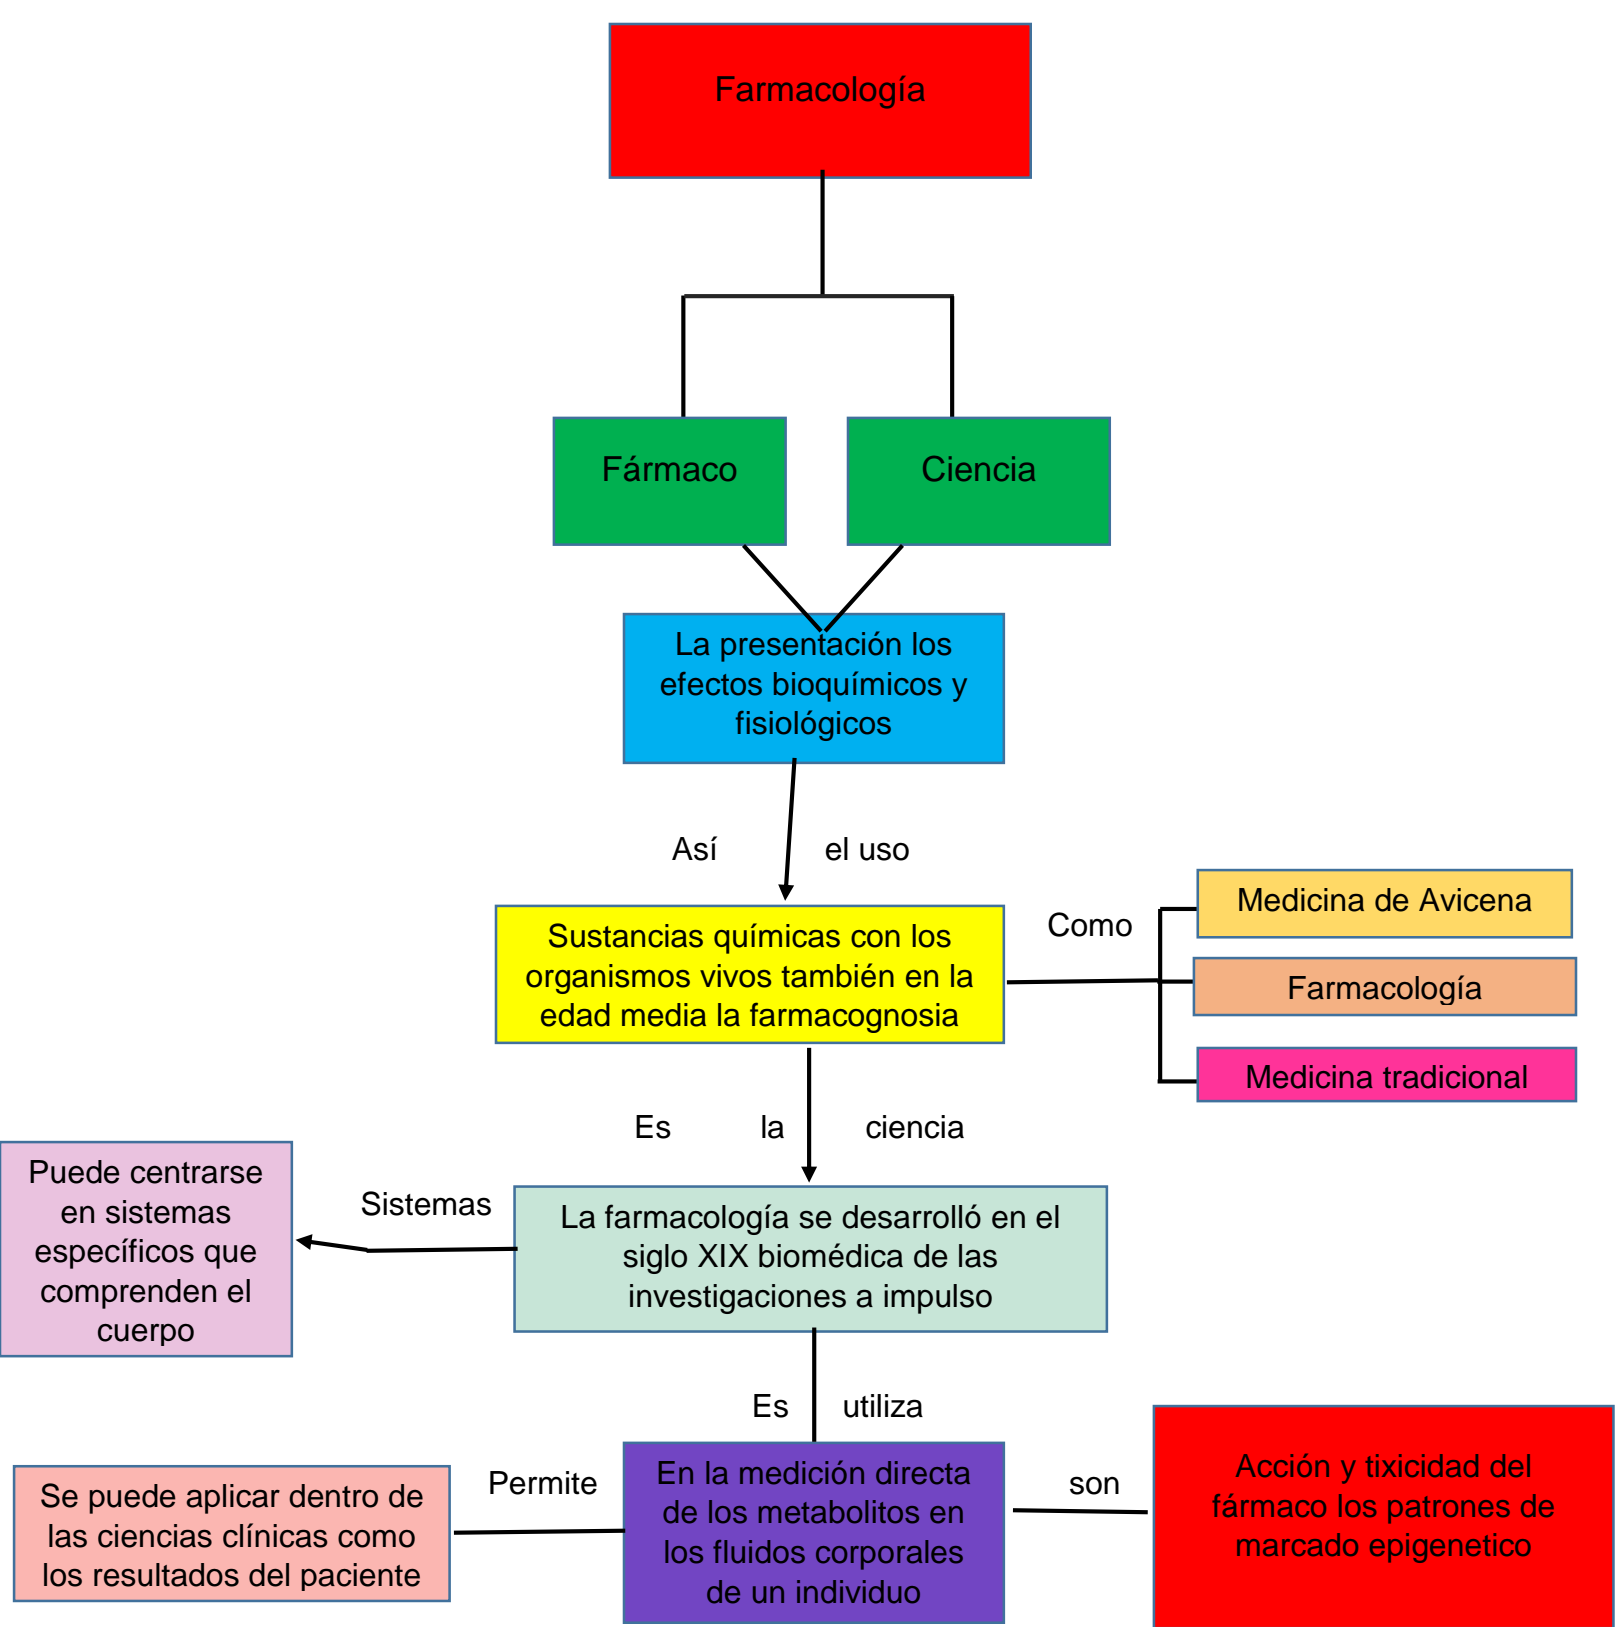 Farmacología
Fármaco
Ciencia
La presentación los
efectos bioquímicos y
fisiológicos
Así el uso
Sustancias químicas con los
organismos vivos también en la
edad media la farmacognosia
Como
Medicina de Avicena
Farmacología
Medicina tradicional
Es la ciencia
Puede centrarse
en sistemas
específicos que
comprenden el
cuerpo
Sistemas
La farmacología se desarrolló en el
siglo XIX biomédica de las
investigaciones a impulso
Es utiliza
Se puede aplicar dentro de
las ciencias clínicas como
los resultados del paciente
Permite
En la medición directa
de los metabolitos en
los fluidos corporales
de un individuo
son
Acción y tixicidad del
fármaco los patrones de
marcado epigenetico